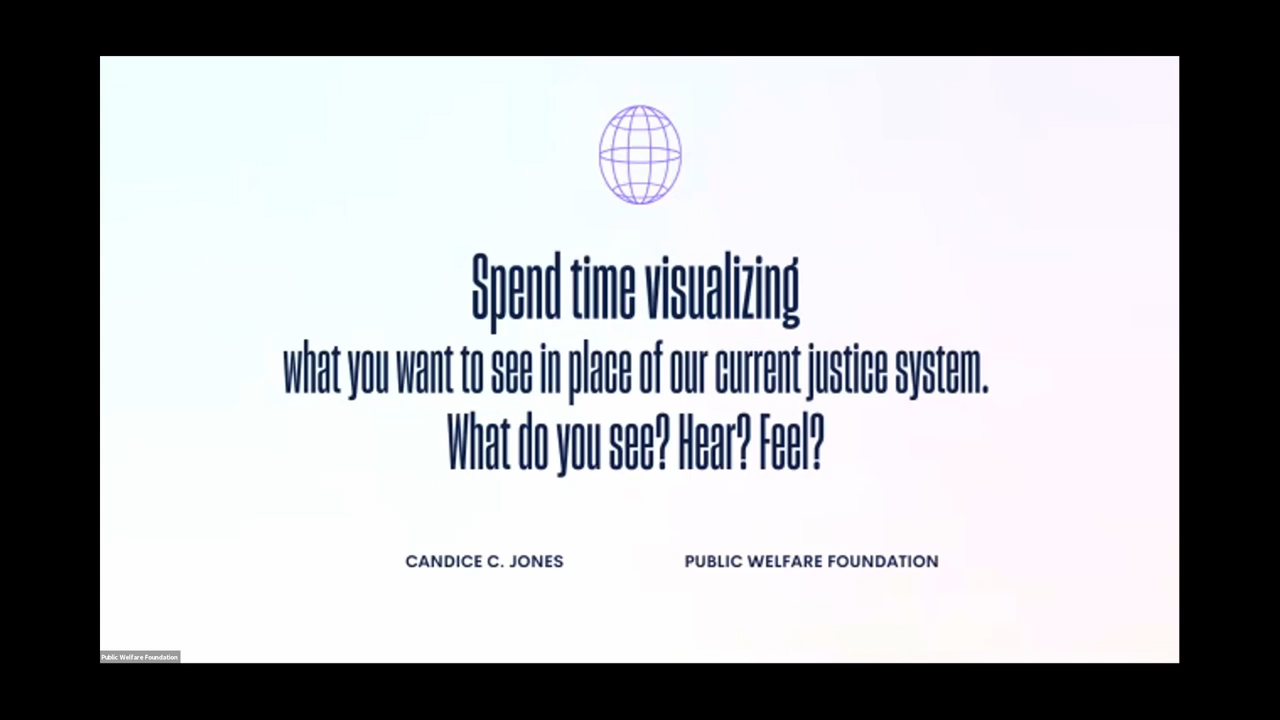 Spend time visualizing
what you want to see in place of our current justice system.
What do you see? Hear? Feel?
CANDICE C. JONES
PUBLIC WELFARE FOUNDATION
Public Welfare Foundation